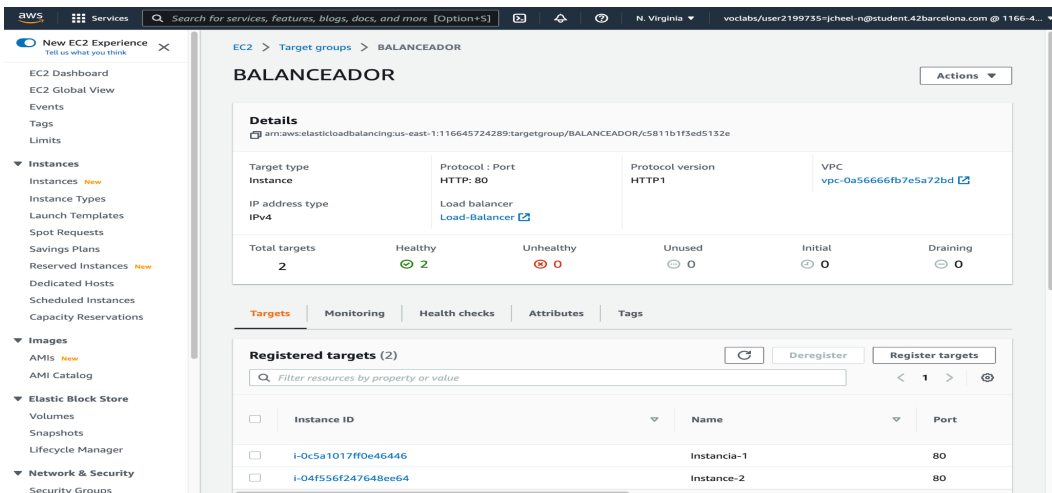 aws Services Search for services, features, blogs, docs, and more [Option+S] N. Virginia voclabs/user2199735=jcheel-n@student.42barcelona.com @ 1166-4...
New EC2 Experience
Tell us what you think
EC2 Dashboard
EC2 Global View
Events
Tags
Limits
Instances
Instances New
Instance Types
Launch Templates
Spot Requests
Savings Plans
Reserved Instances New
Dedicated Hosts
Scheduled Instances
Capacity Reservations
Images
AMIs New
AMI Catalog
Elastic Block Store
Volumes
Snapshots
Lifecycle Manager
Network & Security
Security Groups
EC2 > Target groups > BALANCEADOR
BALANCEADOR
Actions
Details
arn:aws:elasticloadbalancing:us-east-1:116645724289:targetgroup/BALANCEADOR/c5811b1f3ed5132e
Target type Protocol : Port Protocol version VPC
Instance HTTP: 80 HTTP1 vpc-0a56666fb7e5a72bd
IP address type Load balancer
IPv4 Load-Balancer
Total targets Healthy Unhealthy Unused Initial Draining
2 2 0 0 0 0
Targets Monitoring Health checks Attributes Tags
Registered targets (2) Deregister Register targets
Filter resources by property or value < 1 >
Instance ID Name Port
i-0c5a1017ff0e46446 Instancia-1 80
i-04f556f247648ee64 Instance-2 80